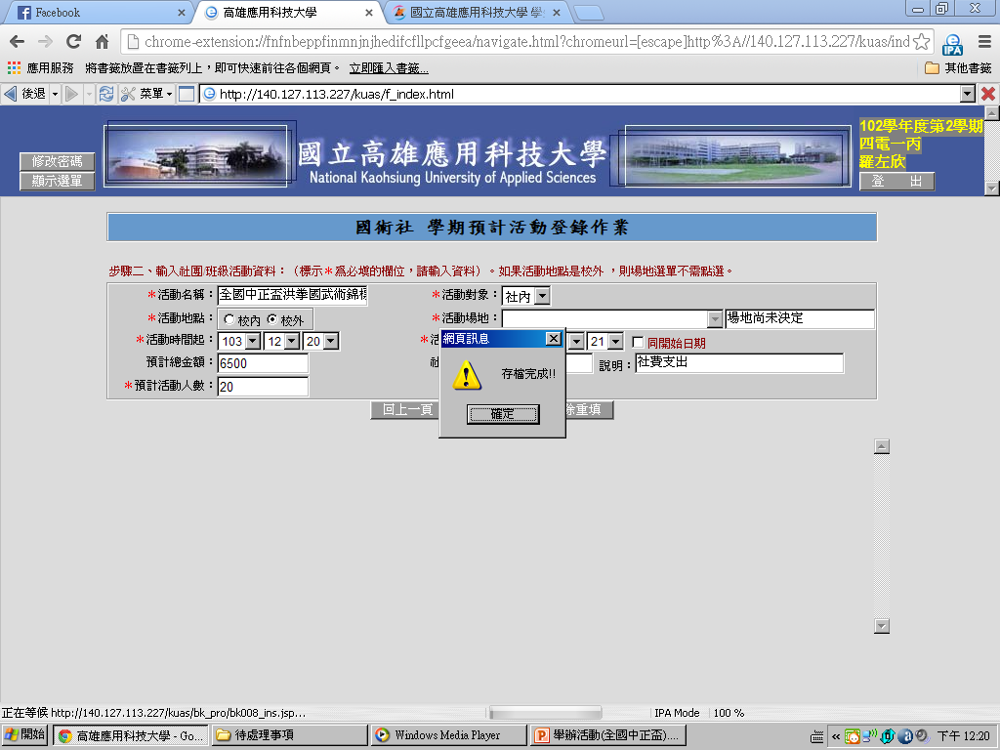 Facebook
高雄應用科技大學
國立高雄應用科技大學 學
chrome-extension://fnfnbeppfinmnjnjhedifcfllpcfgeea/navigate.html?chromeurl=[escape]http%3A//140.127.113.227/kuas/ind
IPA
應用服務 將書籤放置在書籤列上，即可快速前往各個網頁。 立即匯入書籤... 其他書籤
後退 菜單 http://140.127.113.227/kuas/f_index.html
修改密碼
顯示選單
國立高雄應用科技大學
National Kaohsiung University of Applied Sciences
102學年度第2學期
四電一丙
羅左欣
登 出
國術社 學期預計活動登錄作業
步驟二、輸入社團/班級活動資料：（標示＊為必填的欄位，請輸入資料）。如果活動地點是校外，則場地選單不需點選。
＊活動名稱：全國中正盃洪拳國武術錦標 ＊活動對象：社內
＊活動地點： 校內 校外 ＊活動場地： 場地尚未決定
＊活動時間起：103 12 20 ＊活 21 同開始日期
預計總金額：6500 社 說明：社費支出
＊預計活動人數：20
回上一頁 除重填
網頁訊息
存檔完成!!
確定
正在等候 http://140.127.113.227/kuas/bk_pro/bk008_ins.jsp... IPA Mode 100 %
開始 高雄應用科技大學 - Go... 待處理事項 Windows Media Player 舉辦活動(全國中正盃).... 下午 12:20